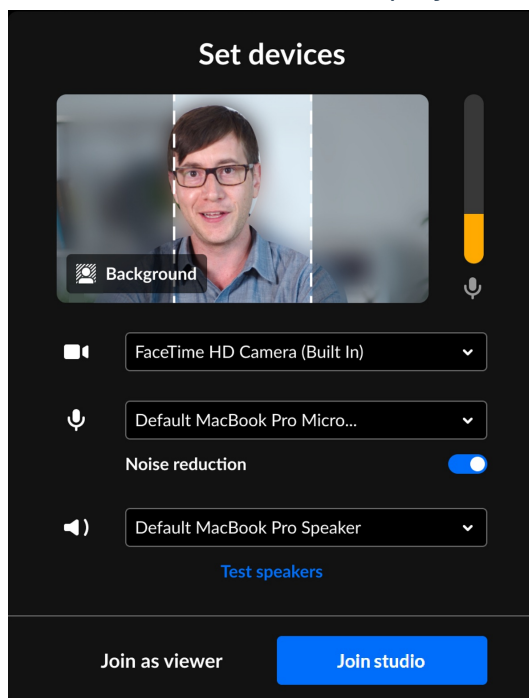 Set devices
Background
FaceTime HD Camera (Built In)
Default MacBook Pro Micro...
Noise reduction
Default MacBook Pro Speaker
Test speakers
Join as viewer
Join studio